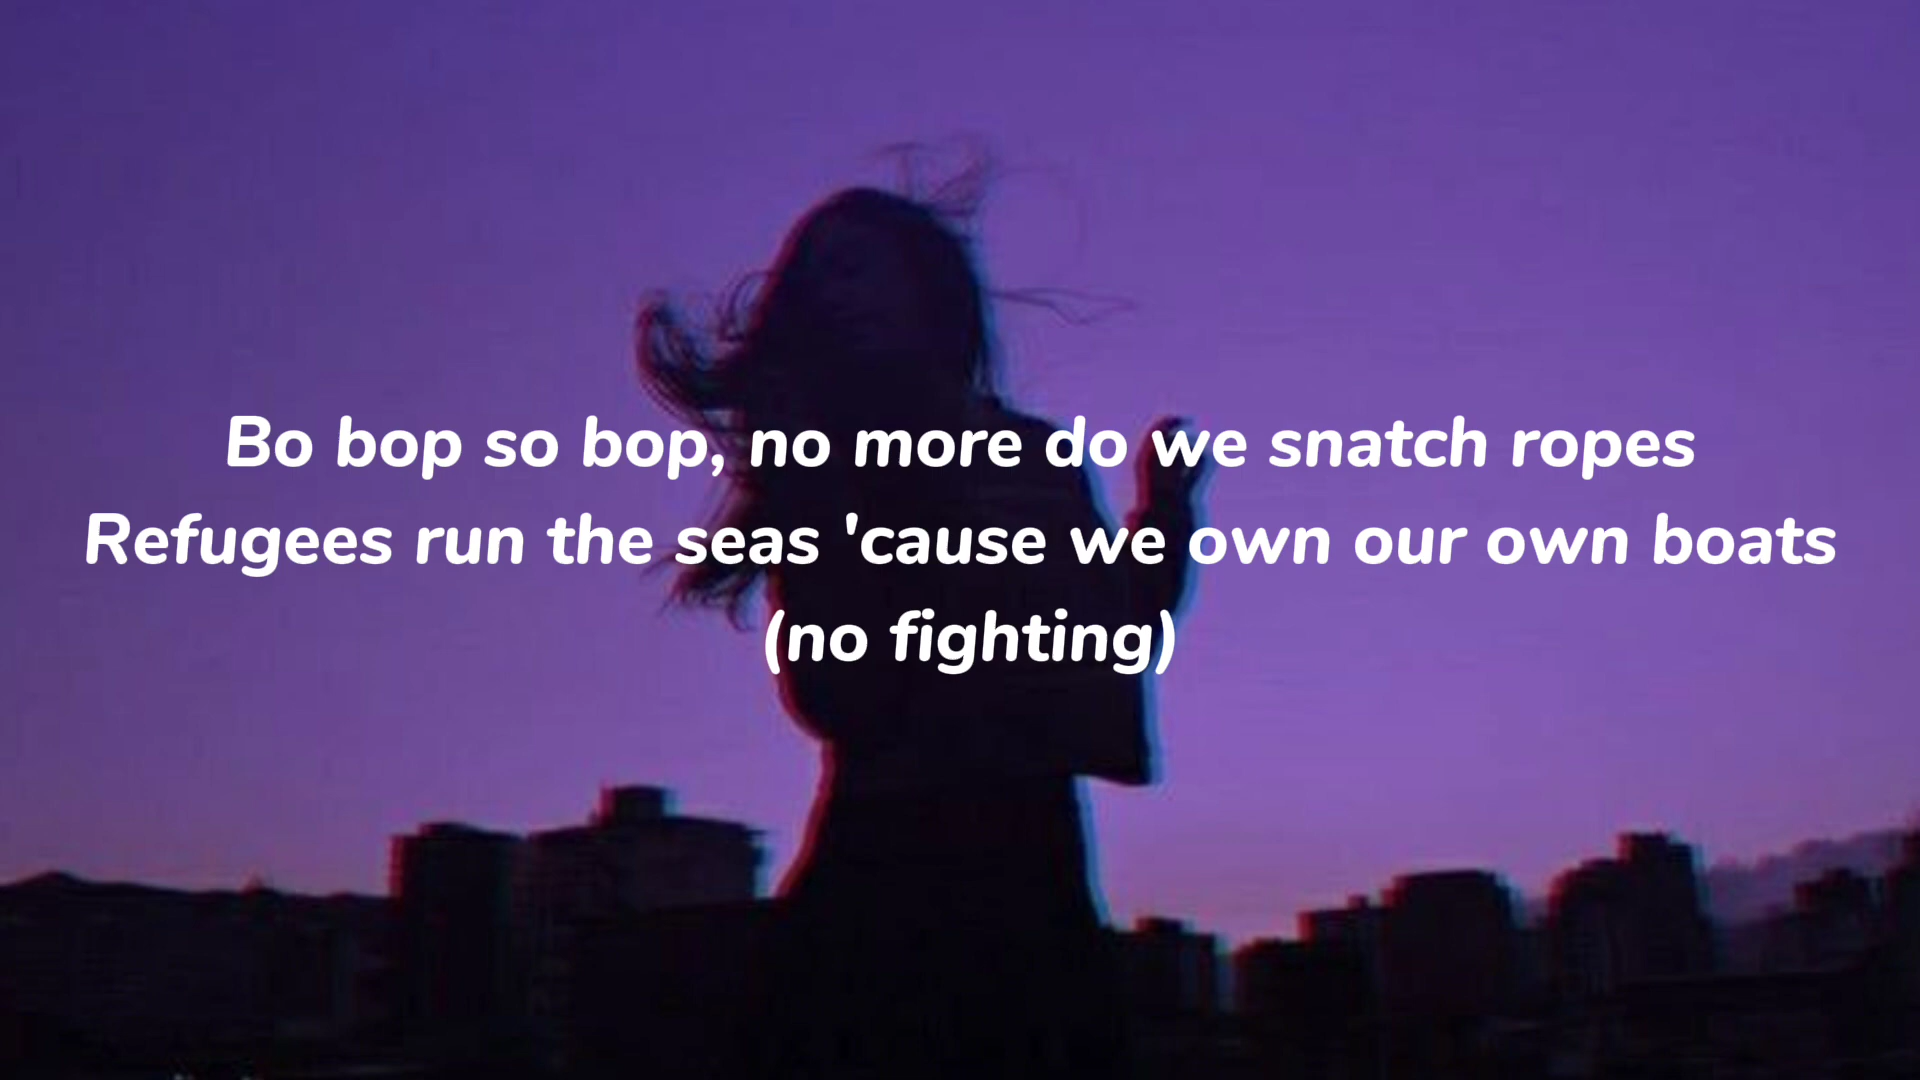 Bo bop so bop, no more do we snatch ropes
Refugees run the seas 'cause we own our own boats
(no fighting)